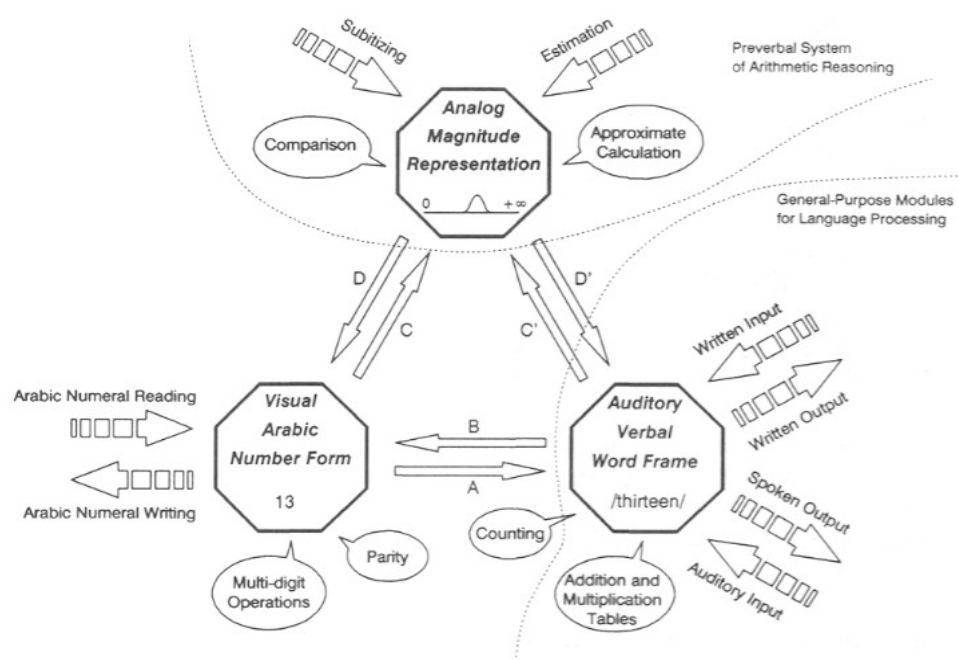 Subitizing
Estimation
Preverbal System
of Arithmetic Reasoning
Analog
Magnitude
Representation
0 +∞
Comparison
Approximate
Calculation
General-Purpose Modules
for Language Processing
D
C
D'
C'
Written Input
Written Output
Arabic Numeral Reading
Arabic Numeral Writing
Visual
Arabic
Number Form
13
B
A
Auditory
Verbal
Word Frame
/thirteen/
Spoken Output
Auditory Input
Counting
Parity
Multi-digit
Operations
Addition and
Multiplication
Tables